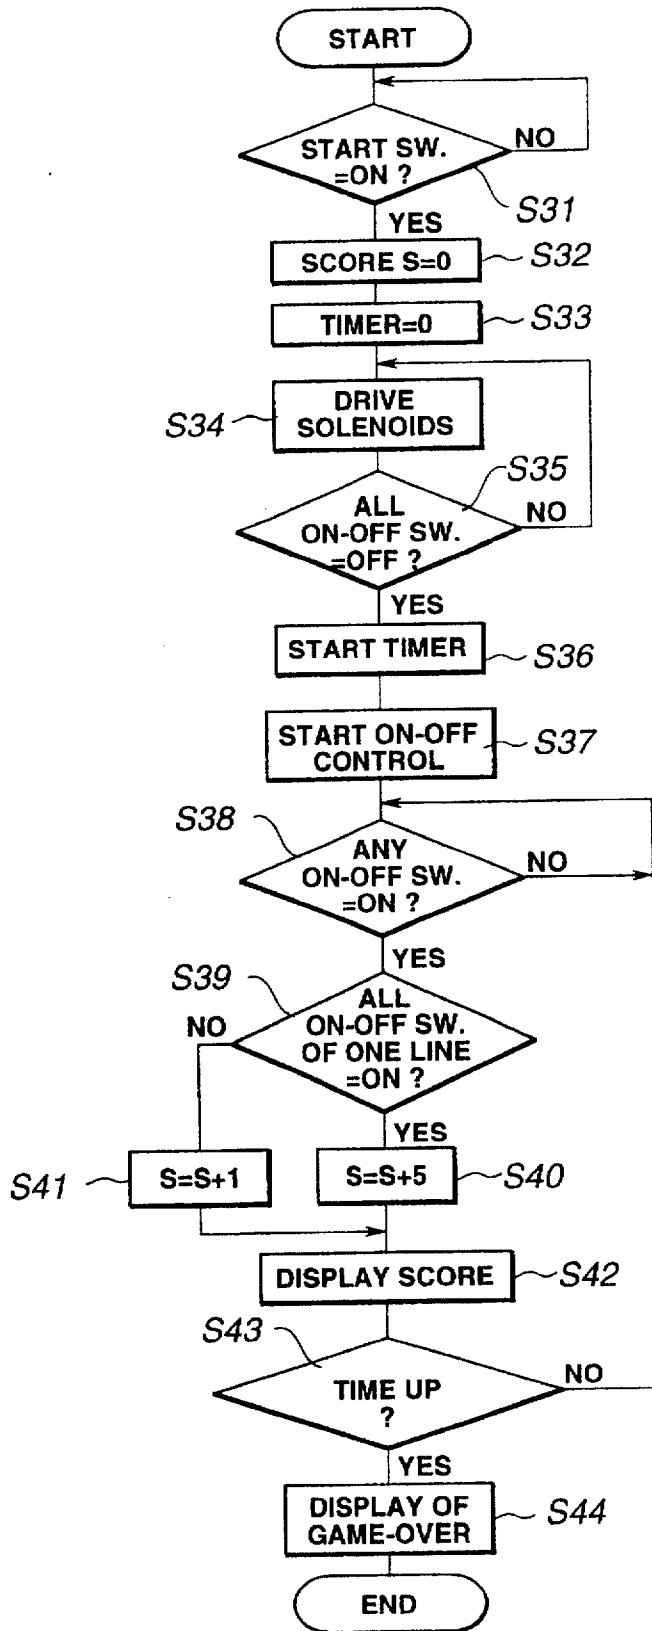 START
START SW.
=ON ?
NO
S31
YES
SCORE S=0
S32
TIMER=0
S33
DRIVE
SOLENOIDS
S34
S35
ALL
ON-OFF SW.
=OFF ?
NO
YES
START TIMER
S36
START ON-OFF
CONTROL
S37
S38
ANY
ON-OFF SW.
=ON ?
NO
YES
S39
ALL
ON-OFF SW.
OF ONE LINE
=ON ?
NO
YES
S41
S=S+1
S=S+5
S40
DISPLAY SCORE
S42
S43
TIME UP
?
NO
YES
DISPLAY OF
GAME-OVER
S44
END